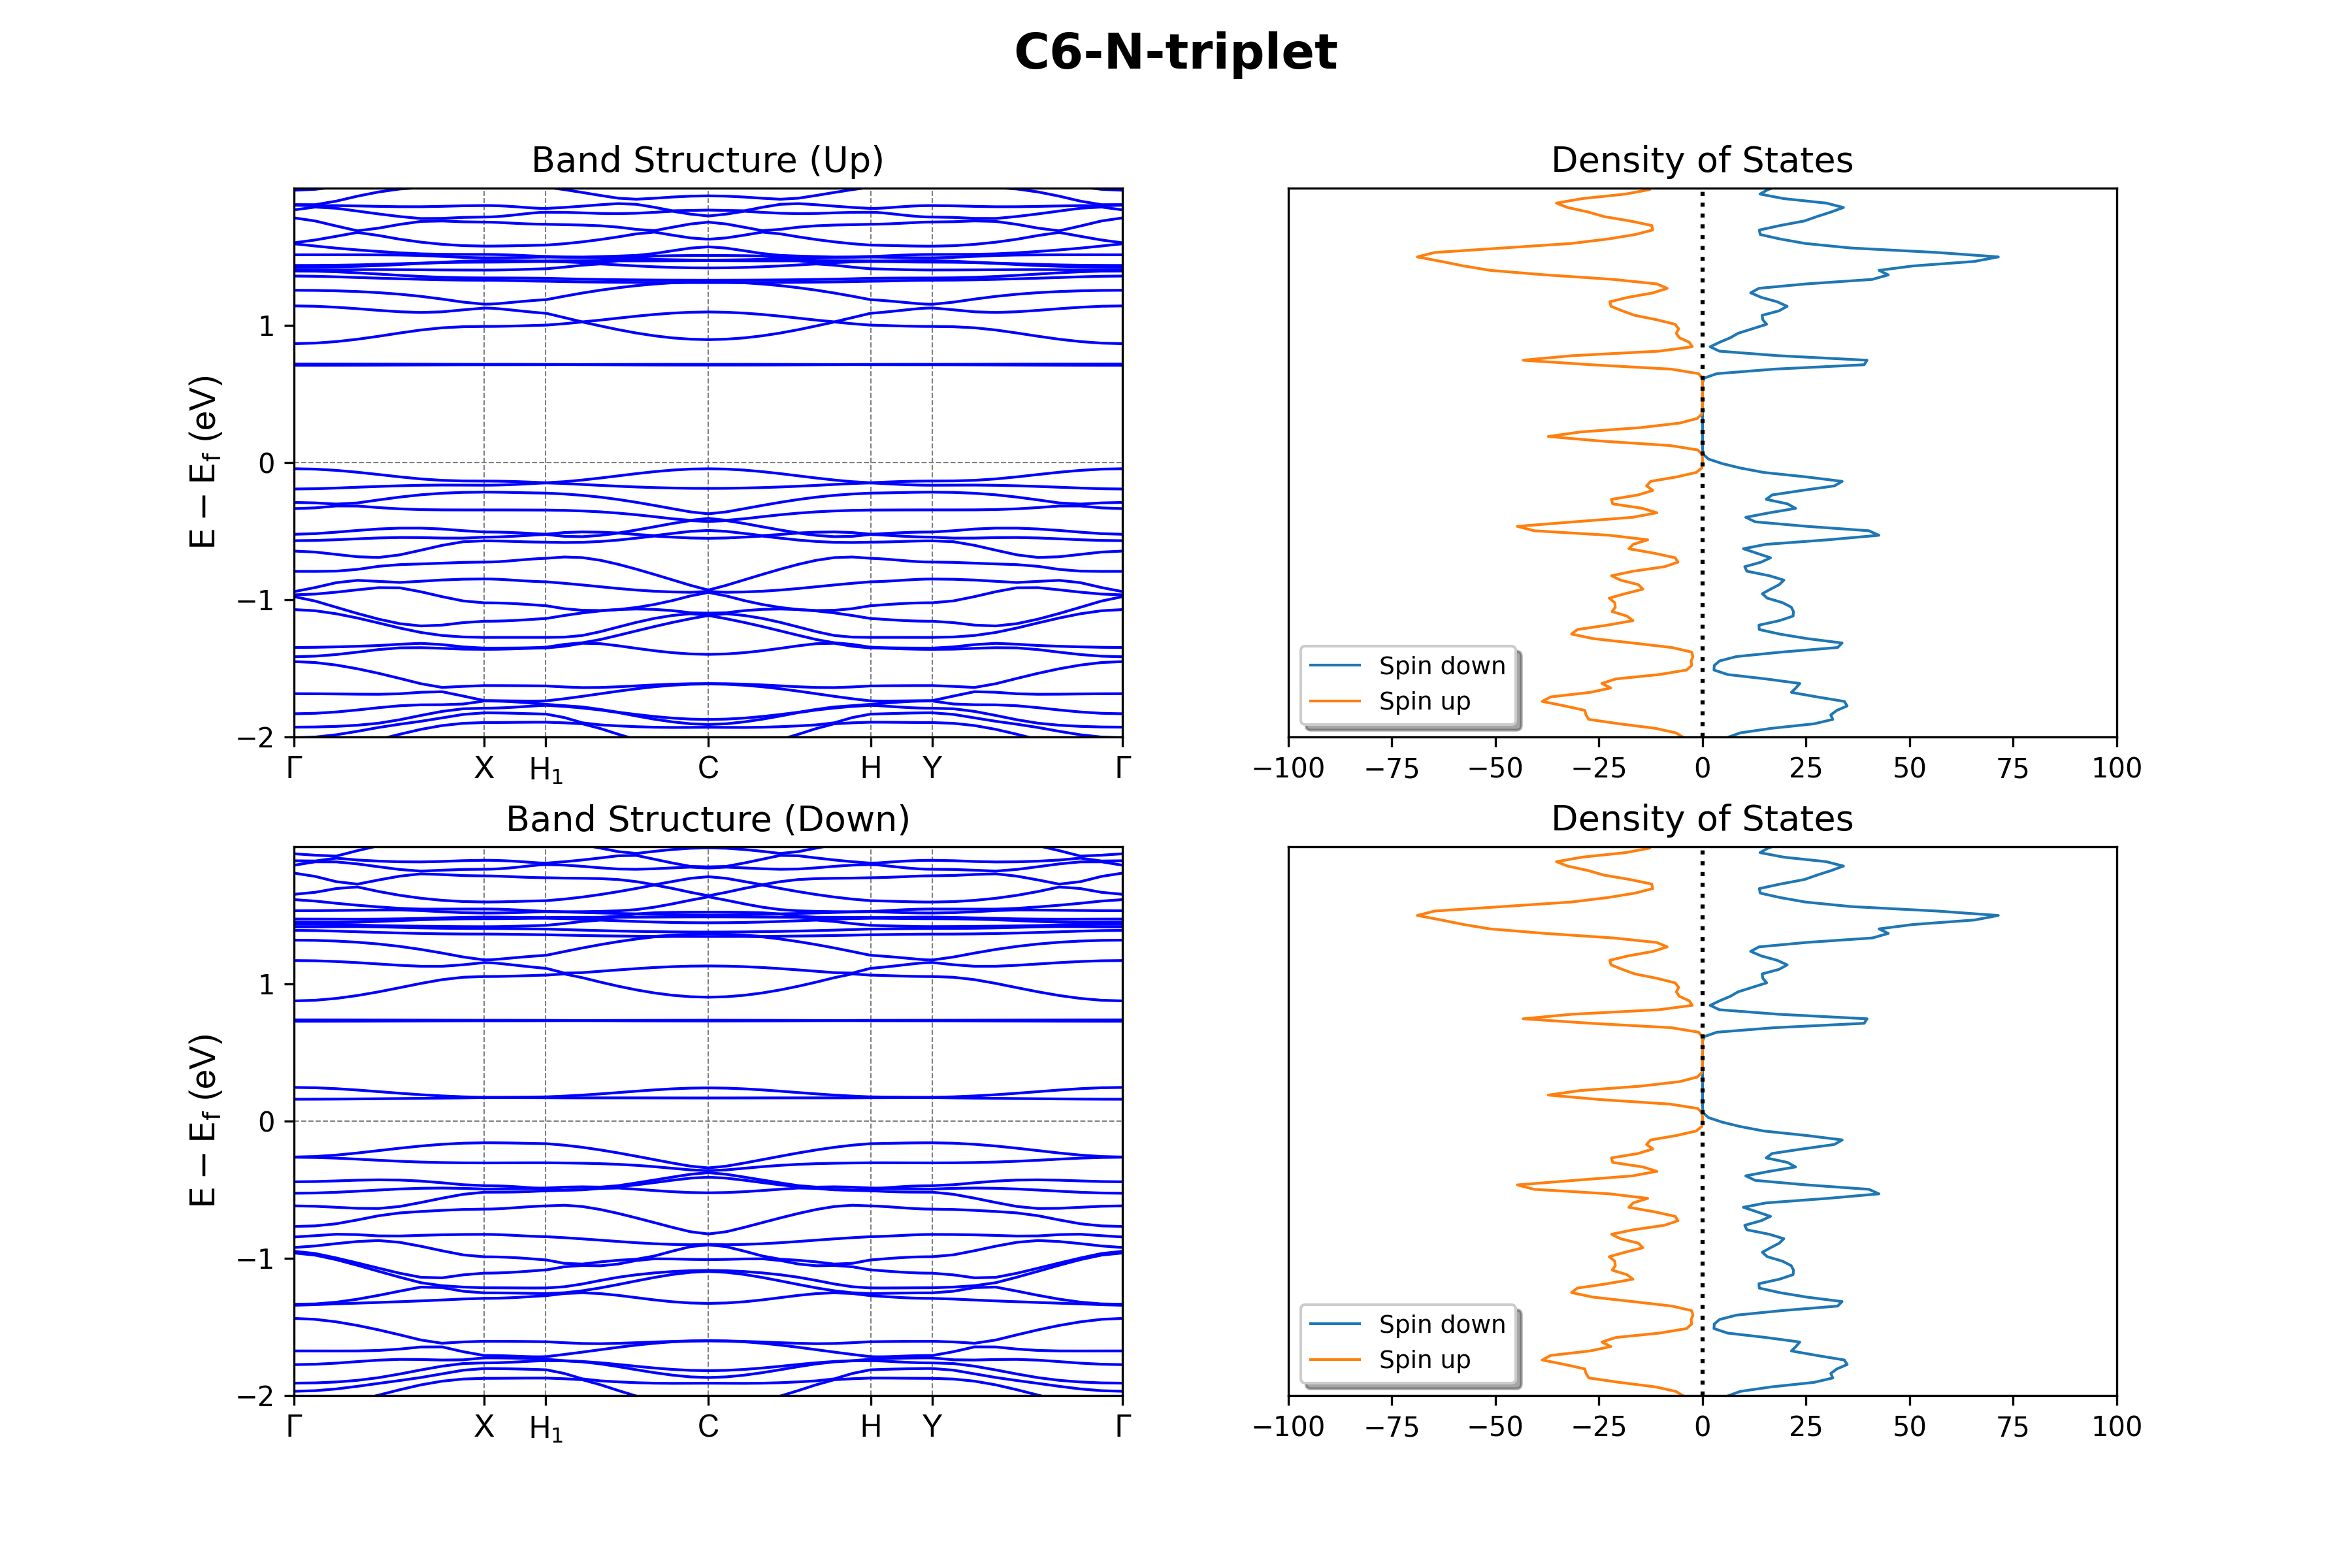 C6-N-triplet
Band Structure (Up)
Density of States
E − E_f (eV)
1
0
−1
−2
Γ X H₁ C H Y Γ
Spin down
Spin up
−100 −75 −50 −25 0 25 50 75 100
Band Structure (Down)
Density of States
E − E_f (eV)
1
0
−1
−2
Γ X H₁ C H Y Γ
Spin down
Spin up
−100 −75 −50 −25 0 25 50 75 100